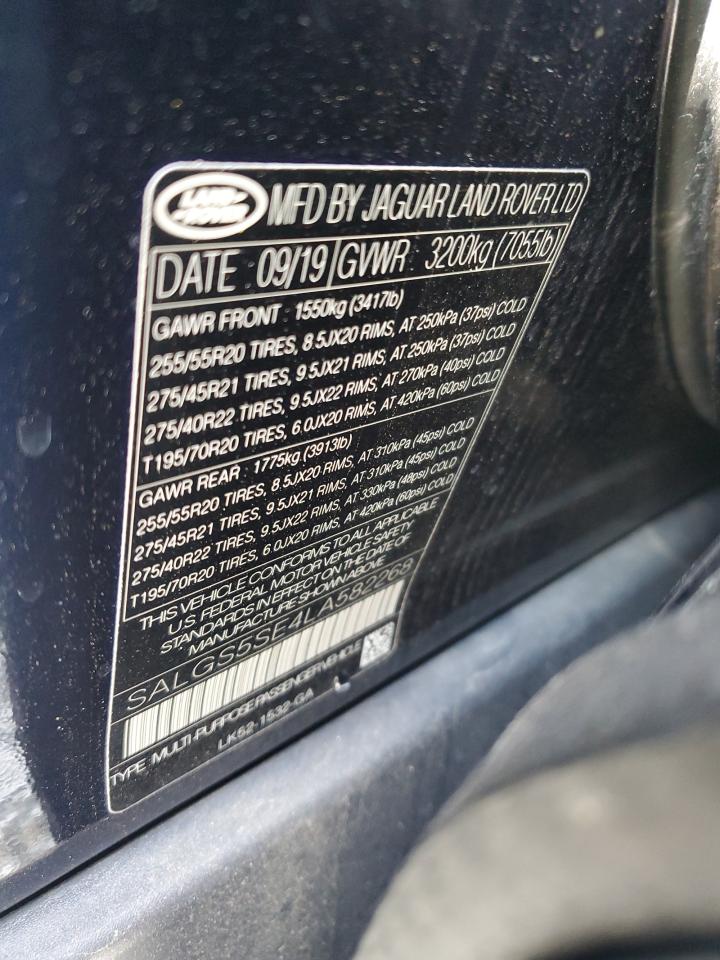 LAND ROVER MFD BY JAGUAR LAND ROVER LTD
DATE : 09/19 GVWR : 3200kg (7055lb)
GAWR FRONT : 1550kg (3417lb)
255/55R20 TIRES, 8.5JX20 RIMS, AT 250kPa (37psi) COLD
275/45R21 TIRES, 9.5JX21 RIMS, AT 250kPa (37psi) COLD
275/40R22 TIRES, 9.5JX22 RIMS, AT 270kPa (40psi) COLD
T195/70R20 TIRES, 6.0JX20 RIMS, AT 420kPa (60psi) COLD
GAWR REAR : 1775kg (3913lb)
255/55R20 TIRES, 8.5JX20 RIMS, AT 310kPa (45psi) COLD
275/45R21 TIRES, 9.5JX21 RIMS, AT 310kPa (45psi) COLD
275/40R22 TIRES, 9.5JX22 RIMS, AT 330kPa (48psi) COLD
T195/70R20 TIRES, 6.0JX20 RIMS, AT 420kPa (60psi) COLD
THIS VEHICLE CONFORMS TO ALL APPLICABLE
U.S. FEDERAL MOTOR VEHICLE SAFETY
STANDARDS IN EFFECT ON THE DATE OF
MANUFACTURE SHOWN ABOVE
SALGS5SE4LA582268
TYPE : MULTI-PURPOSE PASSENGER VEHICLE
LK52-1532-GA